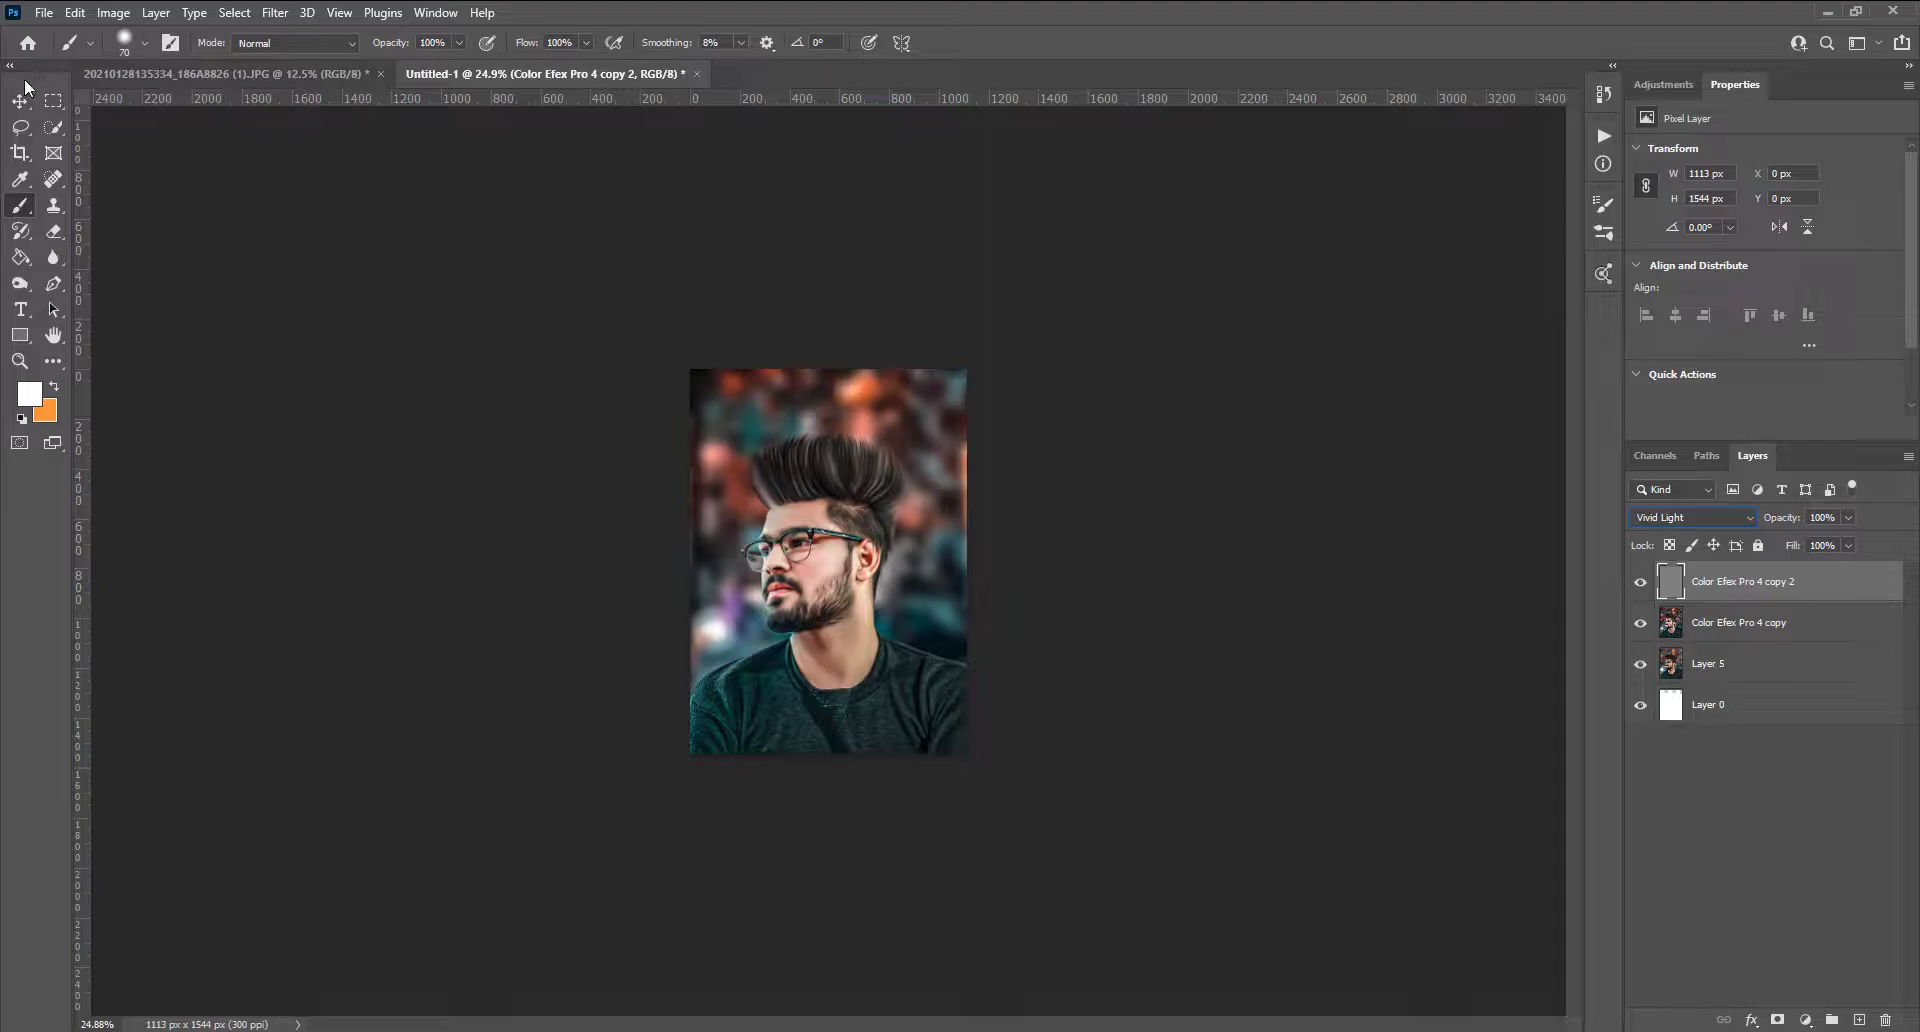 Ps File Edit Image Layer Type Select Filter 3D View Plugins Window Help
70 Mode: Normal Opacity: 100% Flow: 100% Smoothing: 8% 0°
20210128135334_186A8826 (1).JPG @ 12.5% (RGB/8) * × Untitled-1 @ 24.9% (Color Efex Pro 4 copy 2, RGB/8) * ×
2400 2200 2000 1800 1600 1400 1200 1000 800 600 400 200 0 200 400 600 800 1000 1200 1400 1600 1800 2000 2200 2400 2600 2800 3000 3200 3400
Adjustments Properties
Pixel Layer
Transform
W 1113 px X 0 px
H 1544 px Y 0 px
0.00°
Align and Distribute
Align:
Quick Actions
Channels Paths Layers
Kind
Vivid Light Opacity: 100%
Lock: Fill: 100%
Color Efex Pro 4 copy 2
Color Efex Pro 4 copy
Layer 5
Layer 0
24.88% 1113 px x 1544 px (300 ppi)